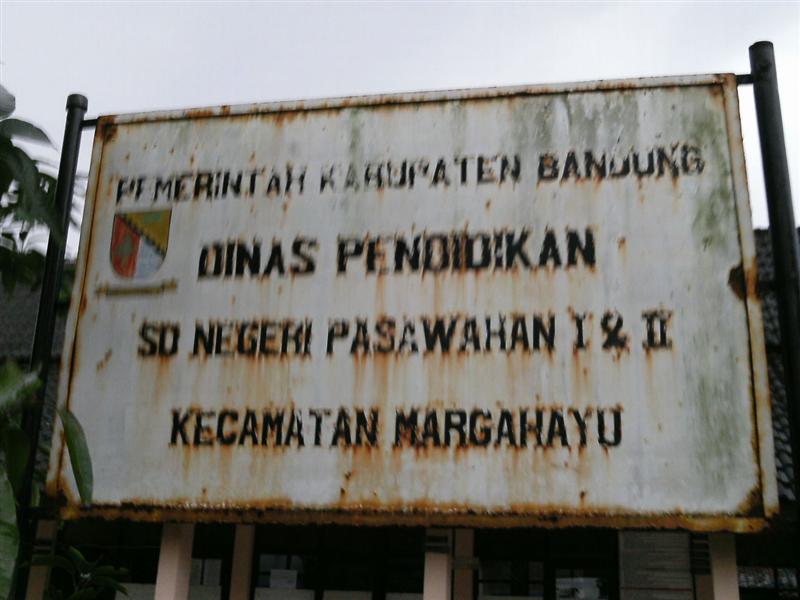 PEMERINTAH KABUPATEN BANDUNG
DINAS PENDIDIKAN
SD NEGERI PASAWAHAN I & II
KECAMATAN MARGAHAYU